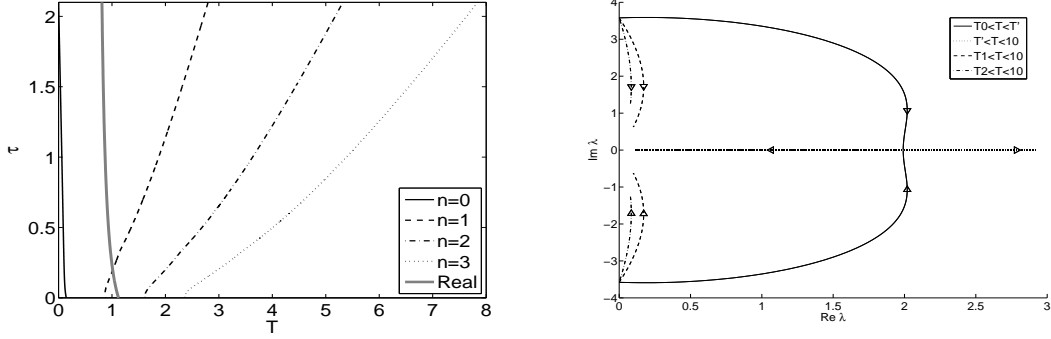 2
1.5
1
0.5
0
τ
0 1 2 3 4 5 6 7 8
T
n=0
n=1
n=2
n=3
Real
4
3
2
1
0
−1
−2
−3
−4
Im λ
0 0.5 1 1.5 2 2.5 3
Re λ
T0<T<T'
T'<T<10
T1<T<10
T2<T<10